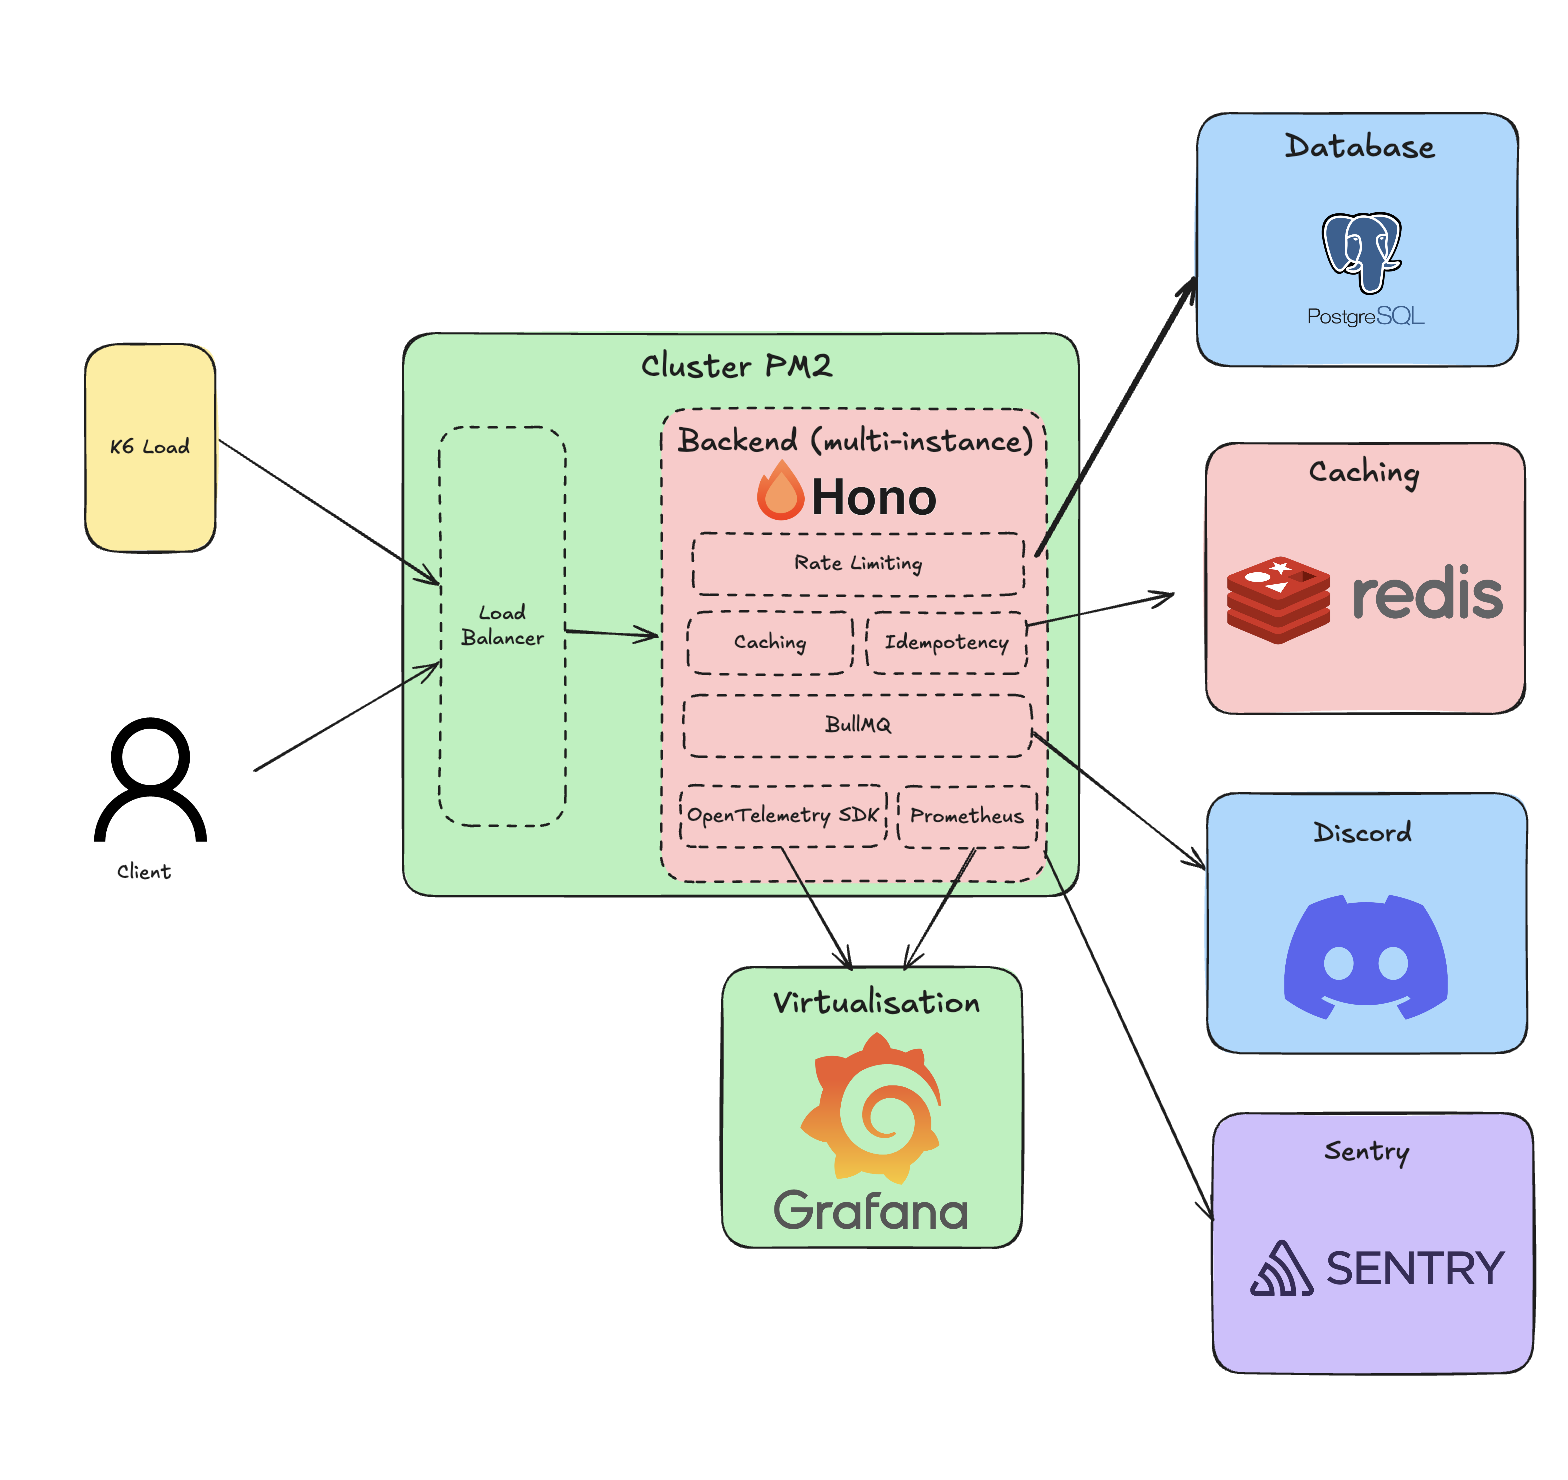 Database
PostgreSQL
Cluster PM2
K6 Load
Backend (multi-instance)
Hono
Rate Limiting
Caching
Idempotency
BullMQ
OpenTelemetry SDK
Prometheus
Load
Balancer
Client
Caching
redis
Discord
Virtualisation
Grafana
Sentry
SENTRY